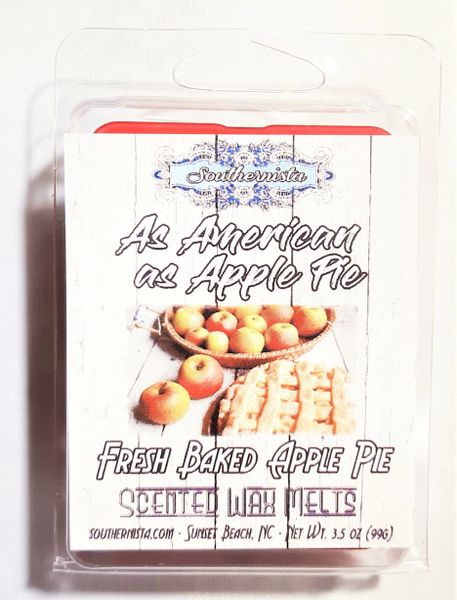 Southernista
As American
as Apple Pie
Fresh Baked Apple Pie
Scented Wax Melts
southernista.com · Sunset Beach, NC · Net Wt. 3.5 oz (99g)